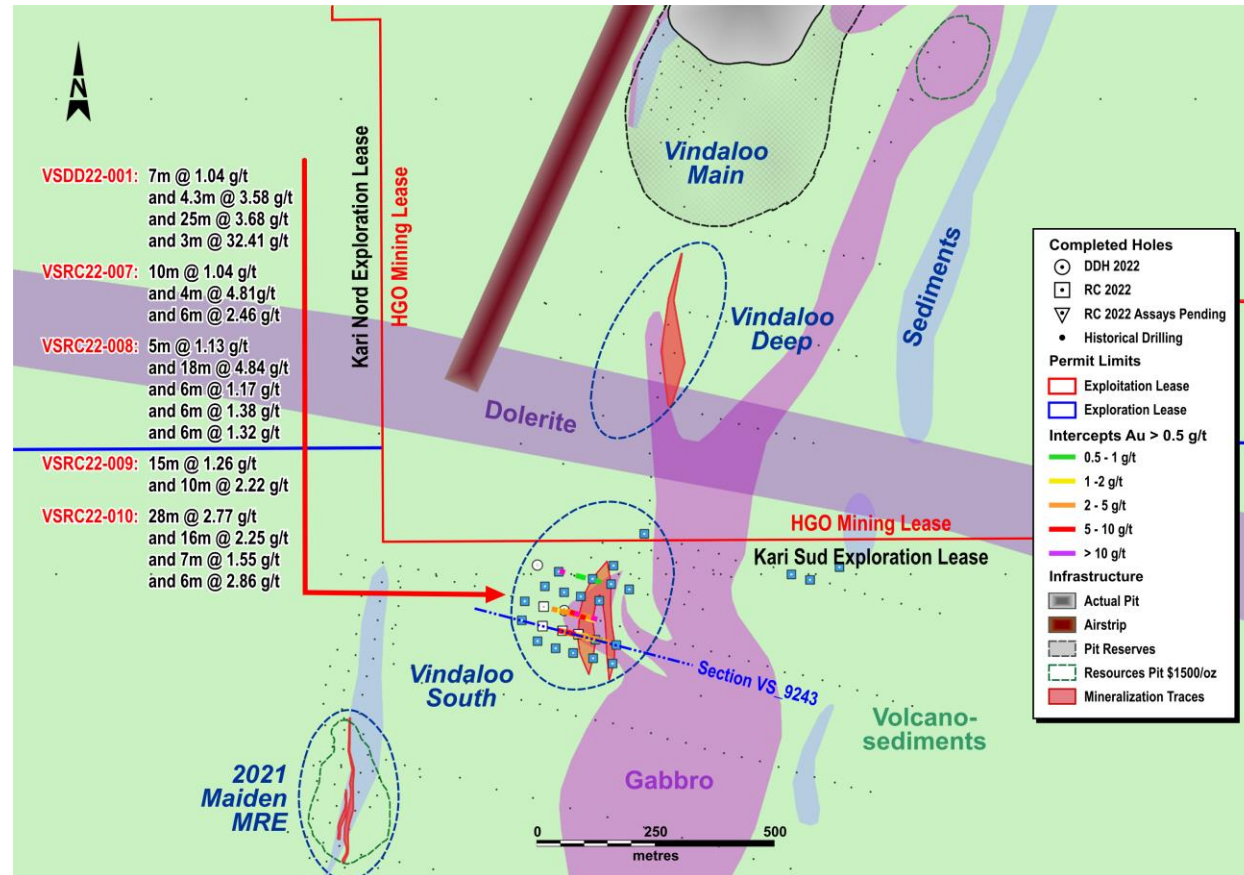 N
VSDD22-001: 7m @ 1.04 g/t
and 4.3m @ 3.58 g/t
and 25m @ 3.68 g/t
and 3m @ 32.41 g/t
VSRC22-007: 10m @ 1.04 g/t
and 4m @ 4.81g/t
and 6m @ 2.46 g/t
VSRC22-008: 5m @ 1.13 g/t
and 18m @ 4.84 g/t
and 6m @ 1.17 g/t
and 6m @ 1.38 g/t
and 6m @ 1.32 g/t
VSRC22-009: 15m @ 1.26 g/t
and 10m @ 2.22 g/t
VSRC22-010: 28m @ 2.77 g/t
and 16m @ 2.25 g/t
and 7m @ 1.55 g/t
and 6m @ 2.86 g/t
Kari Nord Exploration Lease
HGO Mining Lease
Vindaloo
Main
Vindaloo
Deep
Sediments
Dolerite
HGO Mining Lease
Kari Sud Exploration Lease
Vindaloo
South
Section VS_9243
Volcano-
sediments
Gabbro
2021
Maiden
MRE
0 250 500
metres
Completed Holes
DDH 2022
RC 2022
RC 2022 Assays Pending
Historical Drilling
Permit Limits
Exploitation Lease
Exploration Lease
Intercepts Au > 0.5 g/t
0.5 - 1 g/t
1 -2 g/t
2 - 5 g/t
5 - 10 g/t
> 10 g/t
Infrastructure
Actual Pit
Airstrip
Pit Reserves
Resources Pit $1500/oz
Mineralization Traces